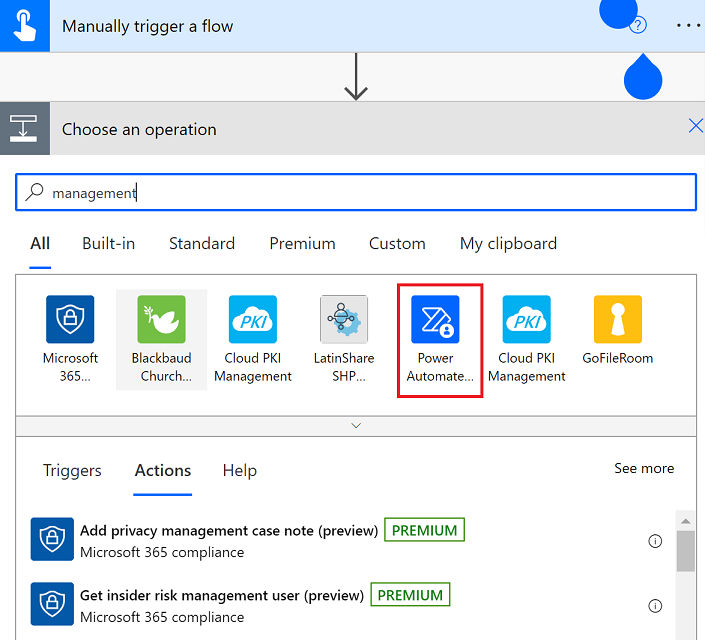 Manually trigger a flow
?
Choose an operation
management
All Built-in Standard Premium Custom My clipboard
Microsoft 365...
Blackbaud Church...
PKI
Cloud PKI Management
LatinShare SHP...
Power Automate...
PKI
Cloud PKI Management
GoFileRoom
Triggers Actions Help See more
Add privacy management case note (preview) PREMIUM
Microsoft 365 compliance
Get insider risk management user (preview) PREMIUM
Microsoft 365 compliance